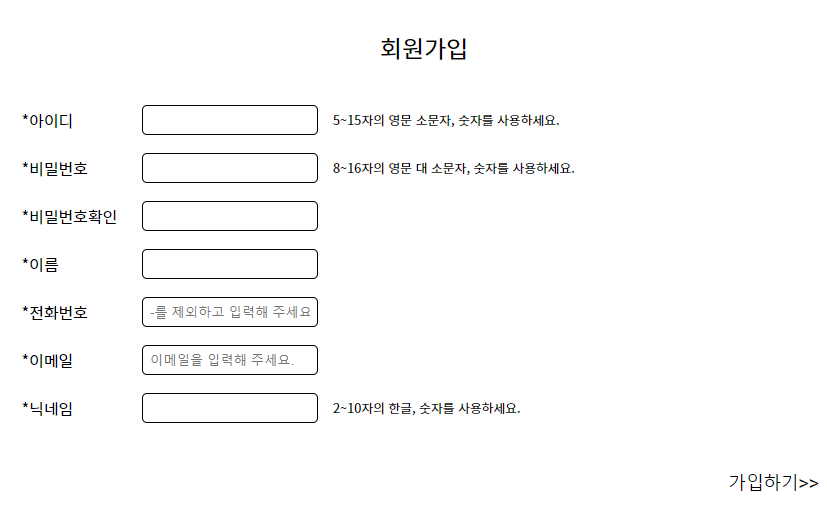 회원가입
*아이디 5~15자의 영문 소문자, 숫자를 사용하세요.
*비밀번호 8~16자의 영문 대 소문자, 숫자를 사용하세요.
*비밀번호확인
*이름
*전화번호 -를 제외하고 입력해 주세요
*이메일 이메일을 입력해 주세요.
*닉네임 2~10자의 한글, 숫자를 사용하세요.
가입하기>>